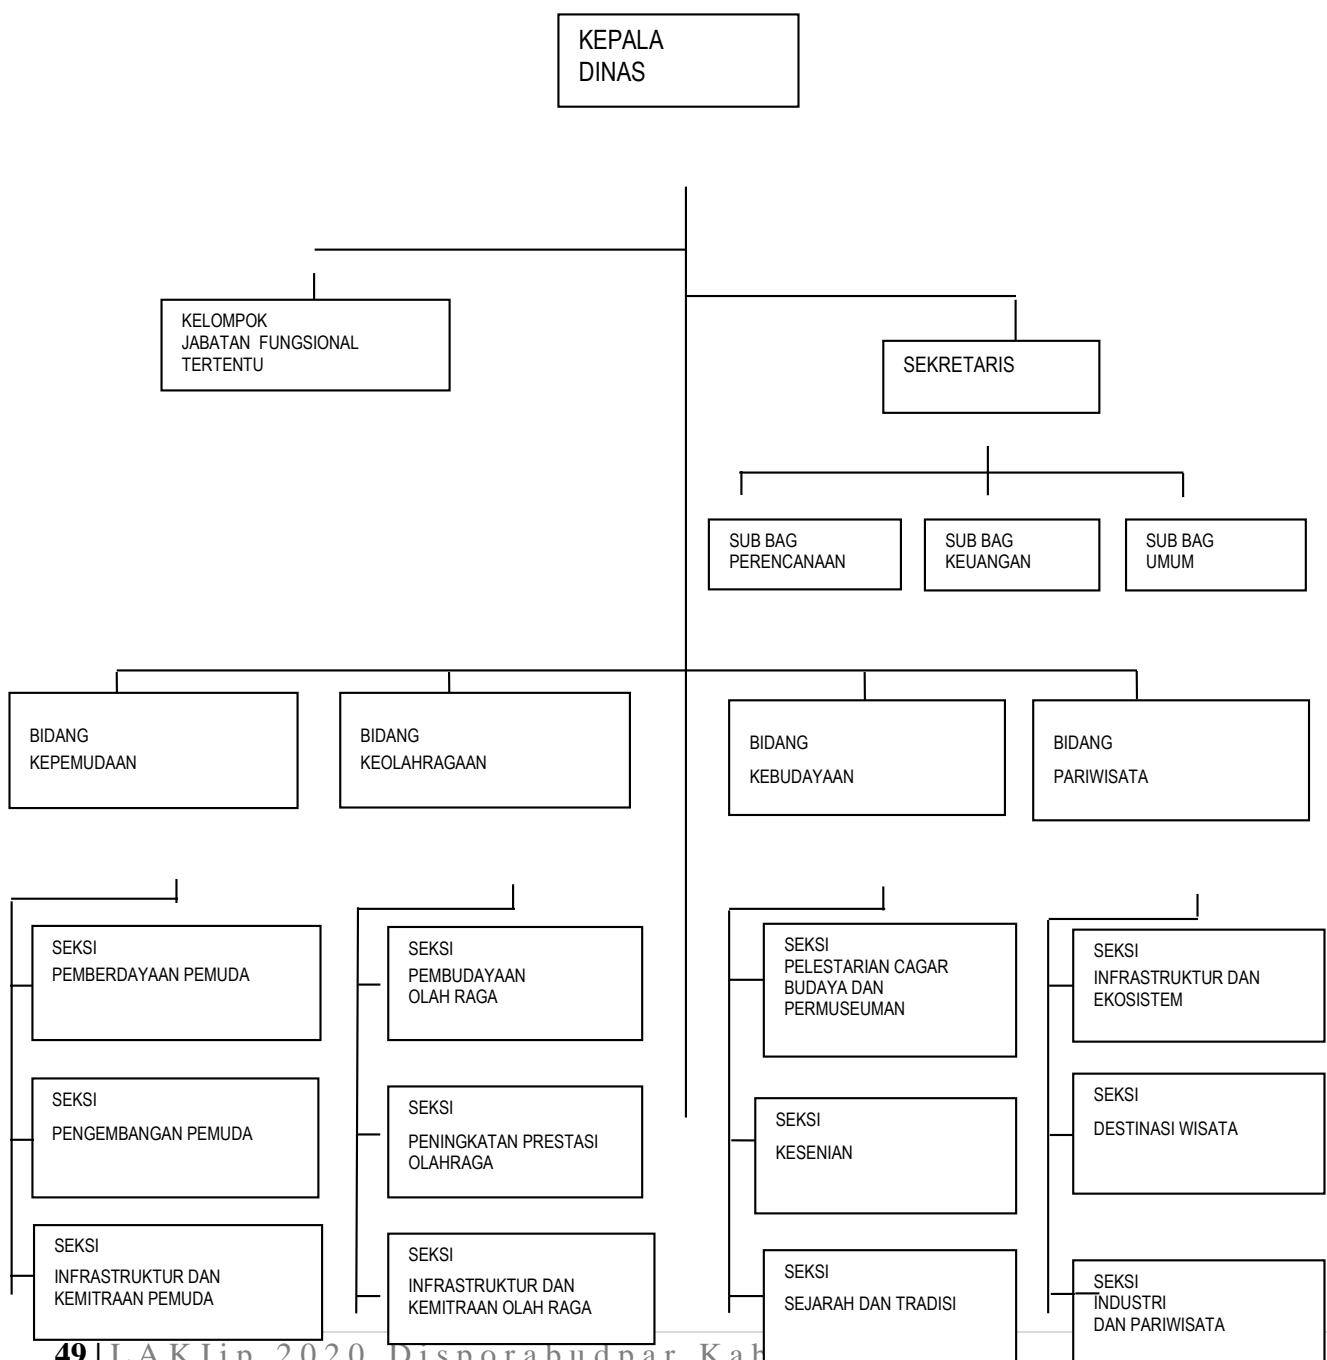 KEPALA
DINAS
KELOMPOK
JABATAN FUNGSIONAL
TERTENTU
SEKRETARIS
SUB BAG
PERENCANAAN
SUB BAG
KEUANGAN
SUB BAG
UMUM
BIDANG
KEPEMUDAAN
BIDANG
KEOLAHRAGAAN
BIDANG
KEBUDAYAAN
BIDANG
PARIWISATA
SEKSI
PEMBERDAYAAN PEMUDA
SEKSI
PEMBUDAYAAN
OLAH RAGA
SEKSI
PELESTARIAN CAGAR
BUDAYA DAN
PERMUSEUMAN
SEKSI
INFRASTRUKTUR DAN
EKOSISTEM
SEKSI
PENGEMBANGAN PEMUDA
SEKSI
PENINGKATAN PRESTASI
OLAHRAGA
SEKSI
KESENIAN
SEKSI
DESTINASI WISATA
SEKSI
INFRASTRUKTUR DAN
KEMITRAAN PEMUDA
SEKSI
INFRASTRUKTUR DAN
KEMITRAAN OLAH RAGA
SEKSI
SEJARAH DAN TRADISI
SEKSI
INDUSTRI
DAN PARIWISATA
49 | LAKIip 2020 Disporabudpar Kab